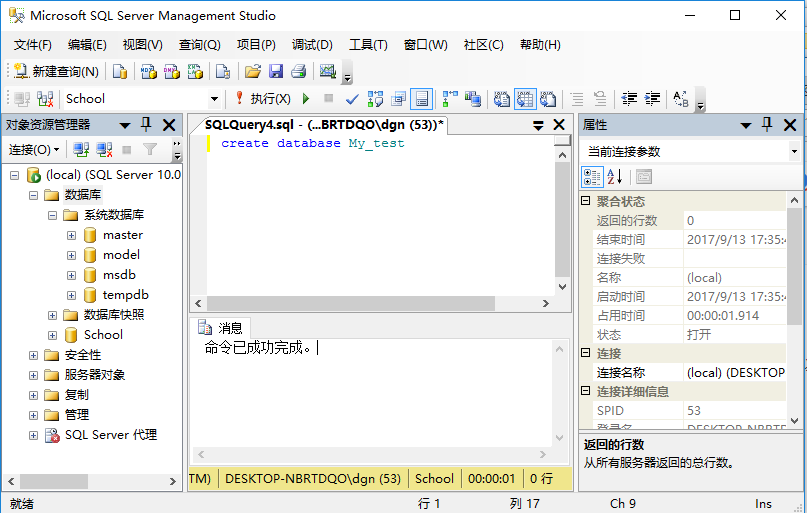 Microsoft SQL Server Management Studio
文件(F) 编辑(E) 视图(V) 查询(Q) 项目(P) 调试(D) 工具(T) 窗口(W) 社区(C) 帮助(H)
新建查询(N)
School 执行(X)
对象资源管理器
连接(O)
(local) (SQL Server 10.0
数据库
系统数据库
master
model
msdb
tempdb
数据库快照
School
安全性
服务器对象
复制
管理
SQL Server 代理
SQLQuery4.sql - (...BRTDQO\dgn (53))*
create database My_test
消息
命令已成功完成。
TM) DESKTOP-NBRTDQO\dgn (53) School 00:00:01 0 行
属性
当前连接参数
聚合状态
返回的行数 0
结束时间 2017/9/13 17:35:4
连接失败
名称 (local)
启动时间 2017/9/13 17:35:4
占用时间 00:00:01.914
状态 打开
连接
连接名称 (local) (DESKTOP
连接详细信息
SPID 53
登录名 DESKTOP-NBRTD
返回的行数
从所有服务器返回的总行数。
就绪 行 1 列 17 Ch 9 Ins